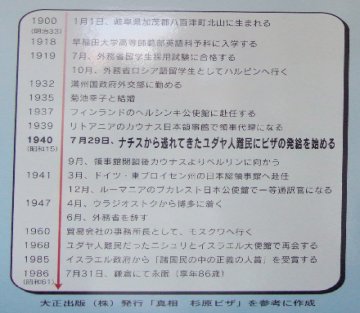 1900 1月1日、岐阜県加茂郡八百津町北山に生まれる
(明治33)
1918 早稲田大学高等師範部英語科予科に入学する
1919 7月、外務省留学生採用試験に合格する
10月、外務省ロシア語留学生としてハルビンへ行く
1932 満州国政府外交部に勤める
1935 菊池幸子と結婚
1937 フィンランドのヘルシンキ公使館に赴任する
1939 リトアニアのカウナス日本領事館で領事代理になる
1940 7月29日、ナチスから逃れてきたユダヤ人難民にビザの発給を始める
(昭和15)
9月、領事館閉鎖後カウナスよりベルリンに向かう
1941 3月、ドイツ・東プロイセン州の日本総領事館へ赴任
12月、ルーマニアのブカレスト日本公使館で一等通訳官になる
1947 4月、ウラジオストクから博多に着く
6月、外務省を辞す
1960 貿易会社の事務所長として、モスクワへ行く
1968 ユダヤ人難民だったニシュリとイスラエル大使館で再会する
1985 イスラエル政府から「諸国民の中の正義の人賞」を受賞する
1986 7月31日、鎌倉にて永眠(享年86歳)
(昭和61)
大正出版(株)発行「真相 杉原ビザ」を参考に作成